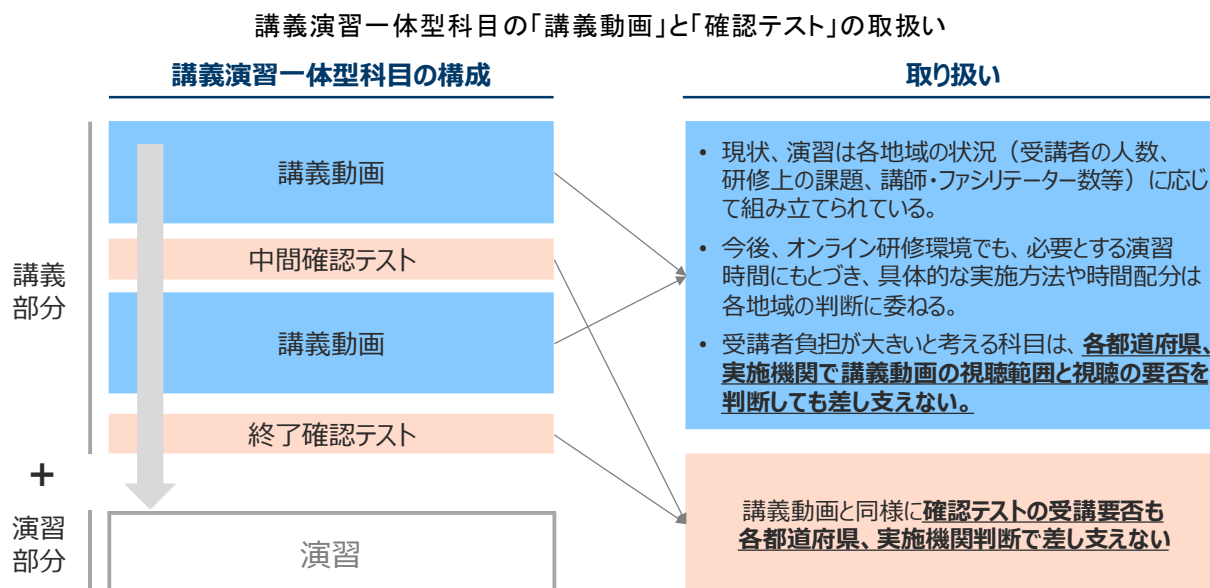 講義演習一体型科目の「講義動画」と「確認テスト」の取扱い
講義演習一体型科目の構成
講義
部分
+
演習
部分
講義動画
中間確認テスト
講義動画
終了確認テスト
演習
取り扱い
• 現状、演習は各地域の状況（受講者の人数、
研修上の課題、講師・ファシリテーター数等）に応じ
て組み立てられている。
• 今後、オンライン研修環境でも、必要とする演習
時間にもとづき、具体的な実施方法や時間配分は
各地域の判断に委ねる。
• 受講者負担が大きいと考える科目は、各都道府県、
実施機関で講義動画の視聴範囲と視聴の要否を
判断しても差し支えない。
講義動画と同様に確認テストの受講要否も
各都道府県、実施機関判断で差し支えない